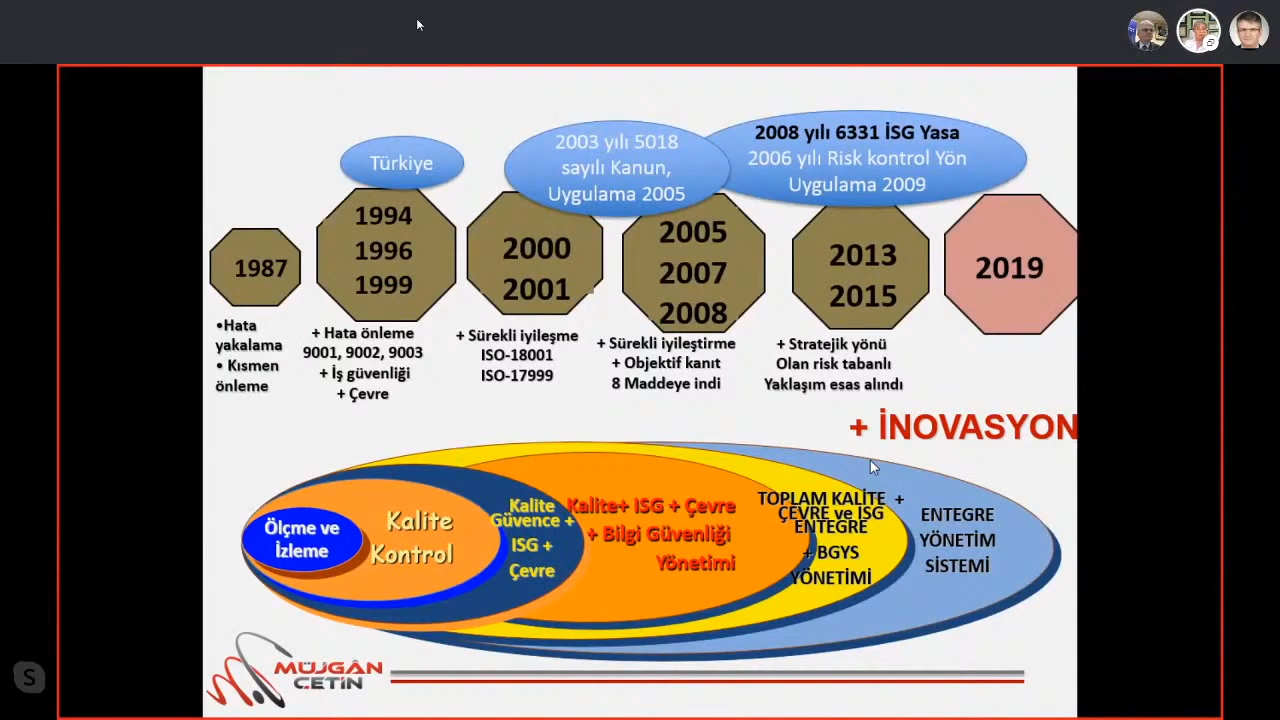 Türkiye
2003 yılı 5018
sayılı Kanun,
Uygulama 2005
2008 yılı 6331 İSG Yasa
2006 yılı Risk kontrol Yön
Uygulama 2009
1987
1994
1996
1999
2000
2001
2005
2007
2008
2013
2015
2019
•Hata
yakalama
• Kısmen
önleme
+ Hata önleme
9001, 9002, 9003
+ İş güvenliği
+ Çevre
+ Sürekli iyileşme
ISO-18001
ISO-17999
+ Sürekli iyileştirme
+ Objektif kanıt
8 Maddeye indi
+ Stratejik yönü
Olan risk tabanlı
Yaklaşım esas alındı
+ İNOVASYON
Ölçme ve
İzleme
Kalite
Kontrol
Kalite
Güvence +
ISG +
Çevre
Kalite+ ISG + Çevre
+ Bilgi Güvenliği
Yönetimi
TOPLAM KALİTE +
ÇEVRE ve ISG
ENTEGRE
+ BGYS
YÖNETİMİ
ENTEGRE
YÖNETİM
SİSTEMİ
MÜJGÂN
ÇETİN
S